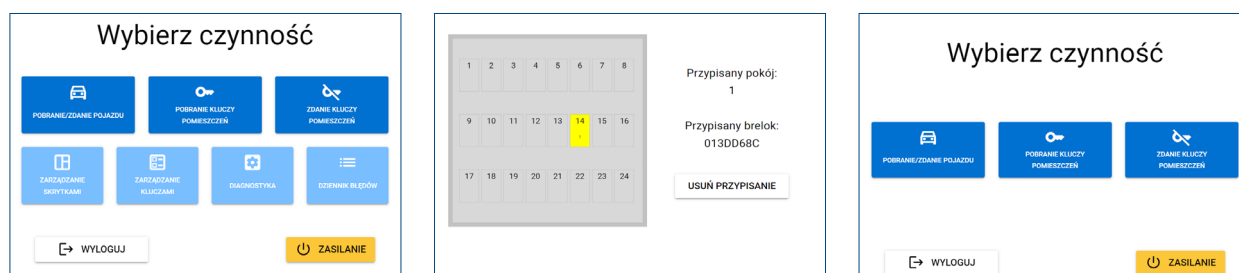 Wybierz czynność
POBRANIE/ZDANIE POJAZDU
POBRANIE KLUCZY
POMIESZCZEŃ
ZDANIE KLUCZY
POMIESZCZEŃ
ZARZĄDZANIE
SKRYTKAMI
ZARZĄDZANIE
KLUCZAMI
DIAGNOSTYKA
DZIENNIK BŁĘDÓW
WYLOGUJ
ZASILANIE
1 2 3 4 5 6 7 8
9 10 11 12 13 14 15 16
17 18 19 20 21 22 23 24
Przypisany pokój:
1
Przypisany brelok:
013DD68C
USUŃ PRZYPISANIE
Wybierz czynność
POBRANIE/ZDANIE POJAZDU
POBRANIE KLUCZY
POMIESZCZEŃ
ZDANIE KLUCZY
POMIESZCZEŃ
WYLOGUJ
ZASILANIE